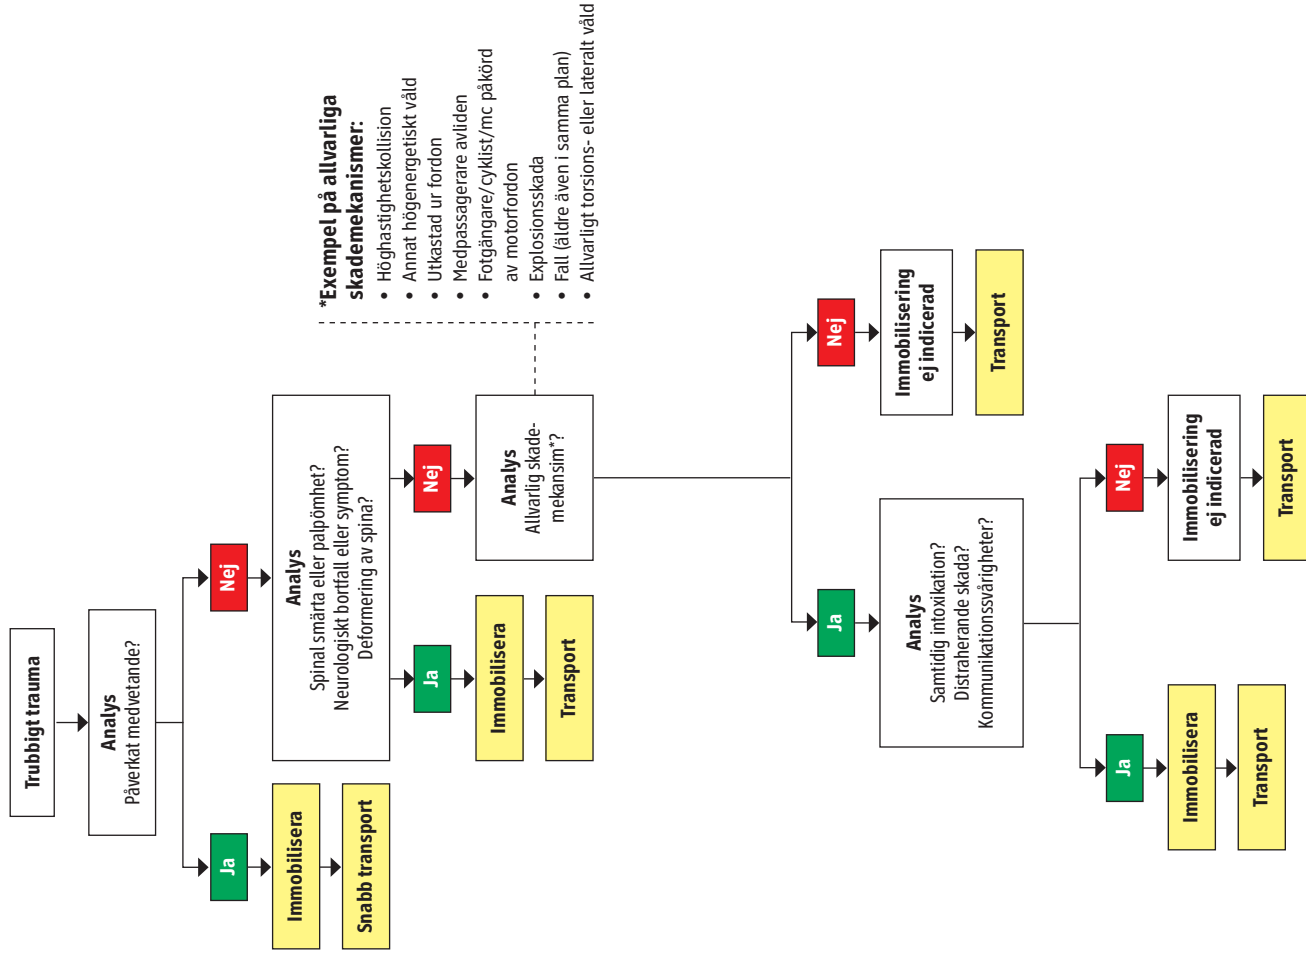 Trubbigt trauma
Analys
Påverkat medvetande?
Ja
Immobilisera
Snabb transport
Nej
Analys
Spinal smärta eller palpömhet?
Neurologiskt bortfall eller symptom?
Deformering av spina?
Ja
Immobilisera
Transport
Nej
Analys
Allvarlig skade-
mekansim*?
*Exempel på allvarliga
skademekanismer:
• Höghastighetskollision
• Annat högenergetiskt våld
• Utkastad ur fordon
• Medpassagerare avliden
• Fotgängare/cyklist/mc påkörd
av motorfordon
• Explosionsskada
• Fall (äldre även i samma plan)
• Allvarligt torsions- eller lateralt våld
Ja
Analys
Samtidig intoxikation?
Distraherande skada?
Kommunikationssvårigheter?
Ja
Immobilisera
Transport
Nej
Immobilisering
ej indicerad
Transport
Nej
Immobilisering
ej indicerad
Transport